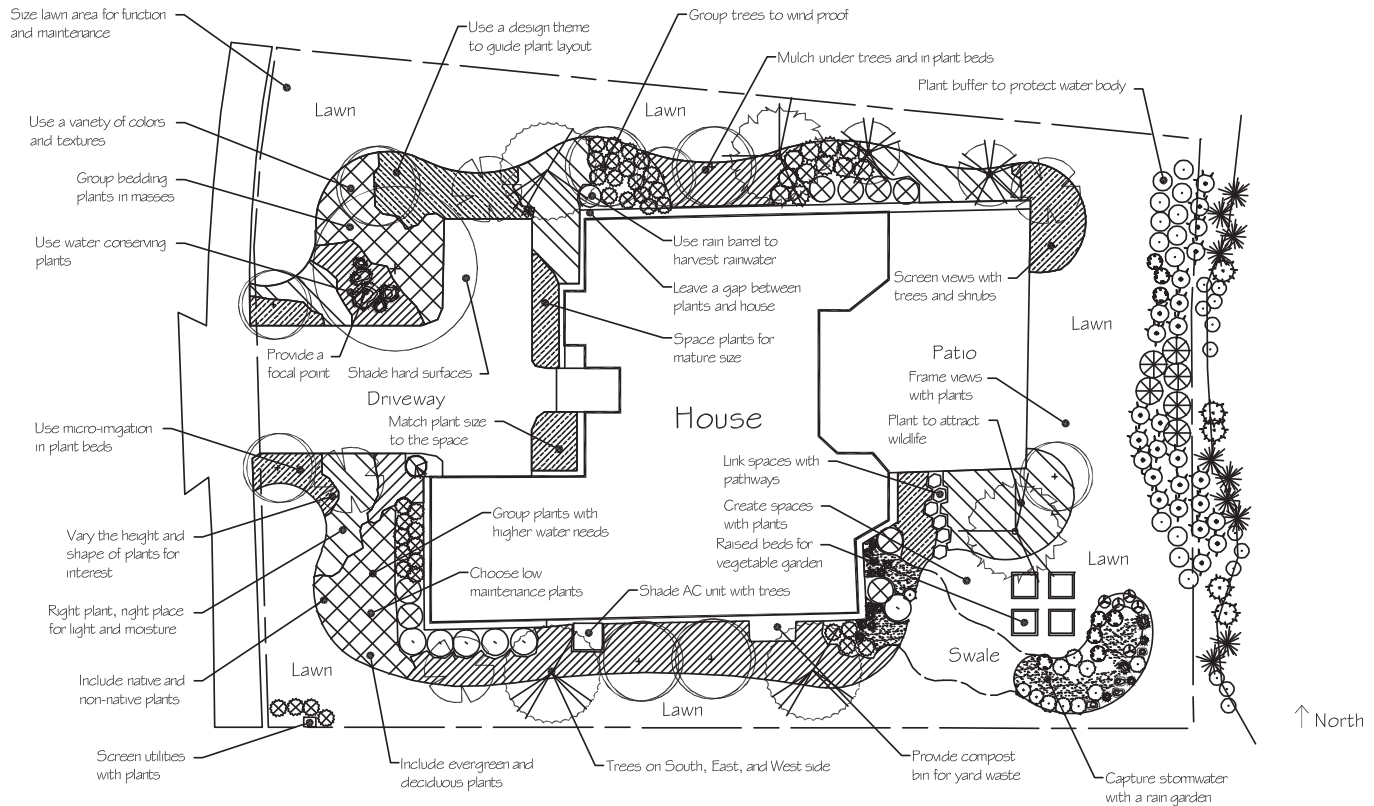 Size lawn area for function
and maintenance
Use a design theme
to guide plant layout
Group trees to wind proof
Mulch under trees and in plant beds
Plant buffer to protect water body
Lawn
Lawn
Use a variety of colors
and textures
Group bedding
plants in masses
Use water conserving
plants
Use rain barrel to
harvest rainwater
Leave a gap between
plants and house
Screen views with
trees and shrubs
Lawn
Space plants for
mature size
Provide a
focal point
Shade hard surfaces
Patio
Frame views
with plants
Driveway
Match plant size
to the space
House
Plant to attract
wildlife
Use micro-irrigation
in plant beds
Link spaces with
pathways
Create spaces
with plants
Raised beds for
vegetable garden
Group plants with
higher water needs
Vary the height and
shape of plants for
interest
Lawn
Choose low
maintenance plants
Shade AC unit with trees
Right plant, right place
for light and moisture
Swale
Lawn
Include native and
non-native plants
Lawn
North
Screen utilities
with plants
Include evergreen and
deciduous plants
Trees on South, East, and West side
Provide compost
bin for yard waste
Capture stormwater
with a rain garden